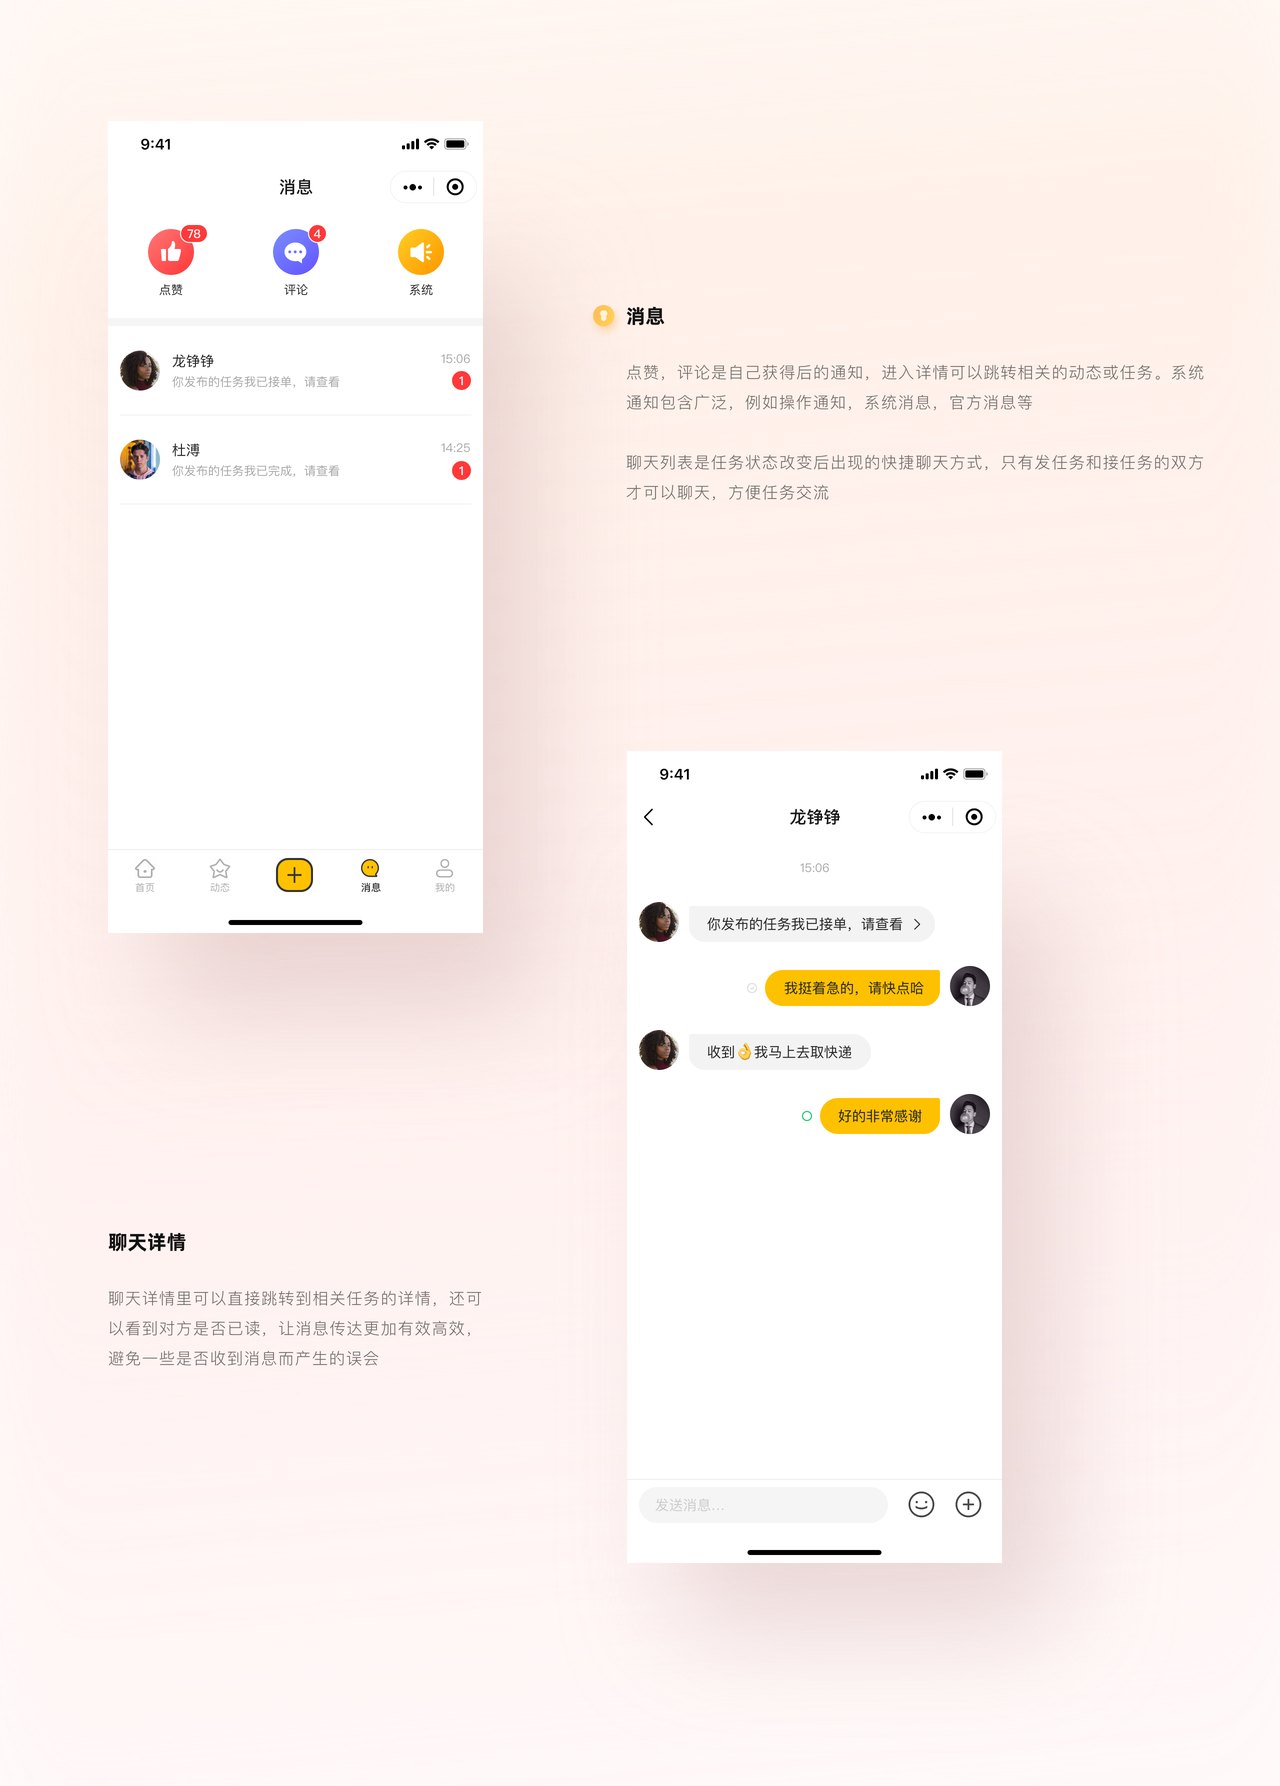 9:41
消息
78
4
点赞
评论
系统
龙铮铮
15:06
你发布的任务我已接单，请查看
1
杜溥
14:25
你发布的任务我已完成，请查看
1
首页
动态
消息
我的
消息
点赞，评论是自己获得后的通知，进入详情可以跳转相关的动态或任务。系统
通知包含广泛，例如操作通知，系统消息，官方消息等
聊天列表是任务状态改变后出现的快捷聊天方式，只有发任务和接任务的双方
才可以聊天，方便任务交流
9:41
龙铮铮
15:06
你发布的任务我已接单，请查看
我挺着急的，请快点哈
收到👌我马上去取快递
好的非常感谢
发送消息...
聊天详情
聊天详情里可以直接跳转到相关任务的详情，还可
以看到对方是否已读，让消息传达更加有效高效，
避免一些是否收到消息而产生的误会